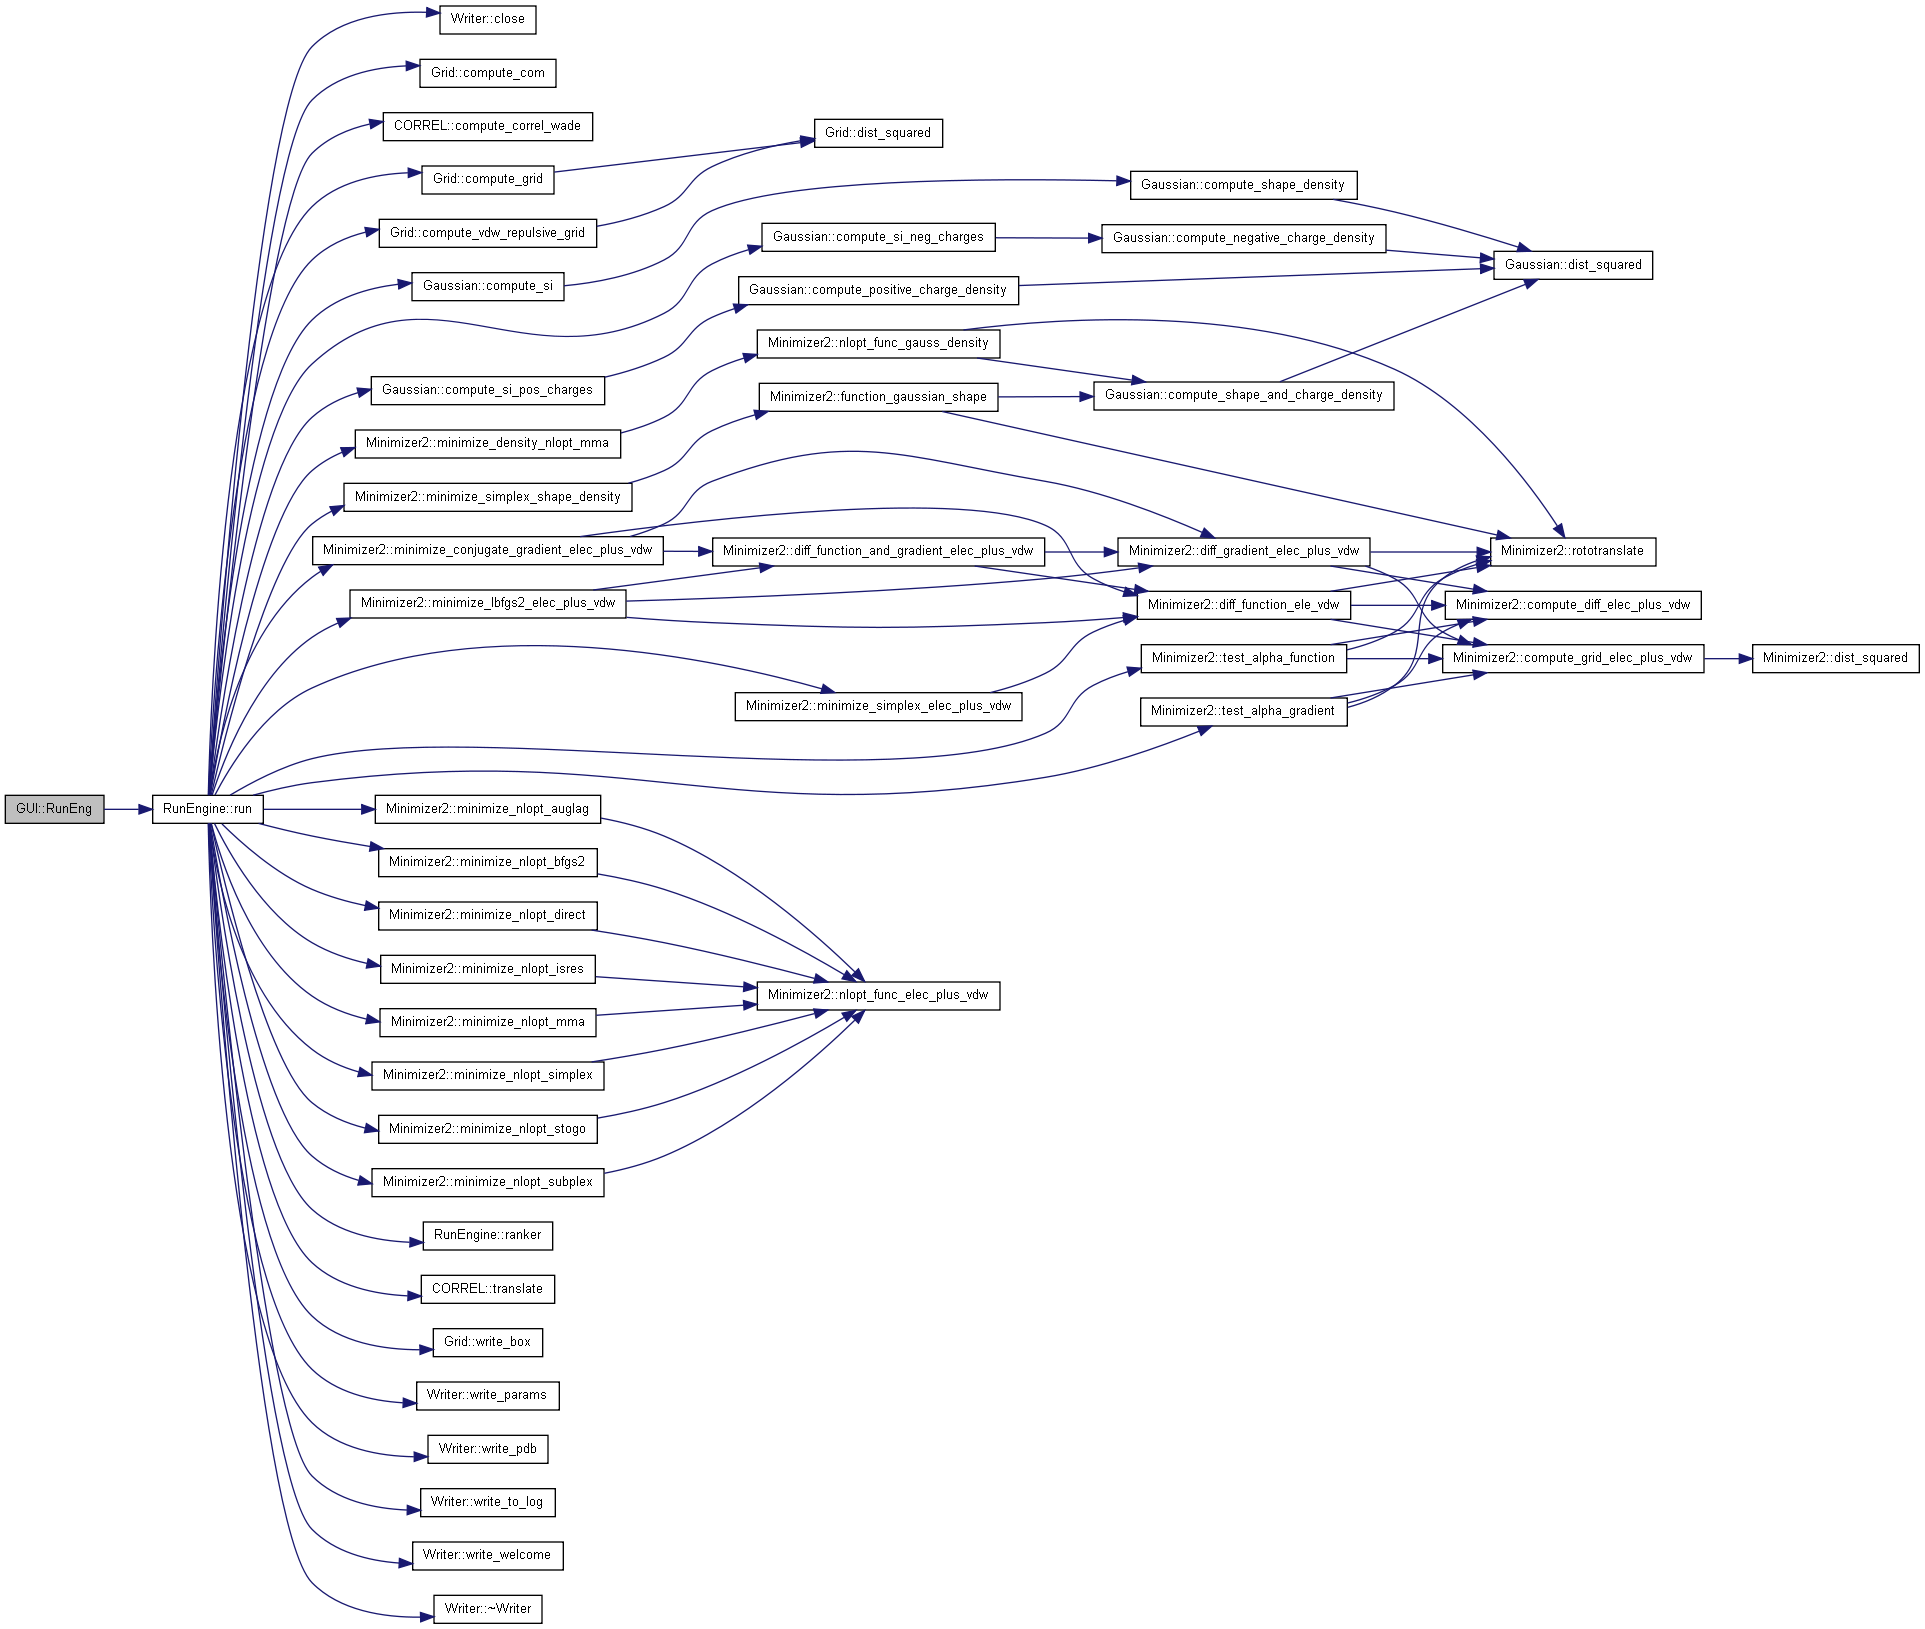 Writer::close
Grid::compute_com
CORREL::compute_correl_wade
Grid::dist_squared
Grid::compute_grid
Gaussian::compute_shape_density
Grid::compute_vdw_repulsive_grid
Gaussian::compute_si_neg_charges
Gaussian::compute_negative_charge_density
Gaussian::dist_squared
Gaussian::compute_si
Gaussian::compute_positive_charge_density
Minimizer2::nlopt_func_gauss_density
Gaussian::compute_si_pos_charges
Minimizer2::function_gaussian_shape
Gaussian::compute_shape_and_charge_density
Minimizer2::minimize_density_nlopt_mma
Minimizer2::minimize_simplex_shape_density
Minimizer2::minimize_conjugate_gradient_elec_plus_vdw
Minimizer2::diff_function_and_gradient_elec_plus_vdw
Minimizer2::diff_gradient_elec_plus_vdw
Minimizer2::rototranslate
Minimizer2::minimize_lbfgs2_elec_plus_vdw
Minimizer2::diff_function_ele_vdw
Minimizer2::compute_diff_elec_plus_vdw
Minimizer2::test_alpha_function
Minimizer2::compute_grid_elec_plus_vdw
Minimizer2::dist_squared
Minimizer2::minimize_simplex_elec_plus_vdw
Minimizer2::test_alpha_gradient
GUI::RunEng
RunEngine::run
Minimizer2::minimize_nlopt_auglag
Minimizer2::minimize_nlopt_bfgs2
Minimizer2::minimize_nlopt_direct
Minimizer2::minimize_nlopt_isres
Minimizer2::nlopt_func_elec_plus_vdw
Minimizer2::minimize_nlopt_mma
Minimizer2::minimize_nlopt_simplex
Minimizer2::minimize_nlopt_stogo
Minimizer2::minimize_nlopt_subplex
RunEngine::ranker
CORREL::translate
Grid::write_box
Writer::write_params
Writer::write_pdb
Writer::write_to_log
Writer::write_welcome
Writer::~Writer